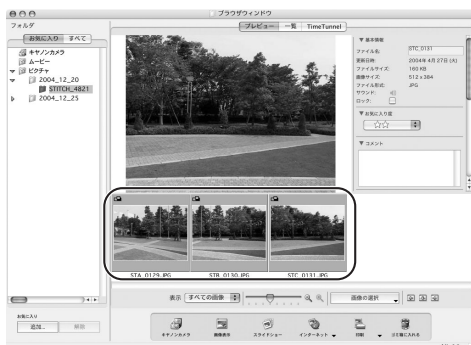 ブラウザウィンドウ
フォルダ
お気に入り すべて
キヤノンカメラ
ムービー
ピクチャ
2004_12_20
STITCH_4821
2004_12_25
お気に入り
追加... 解除
プレビュー 一覧 TimeTunnel
STA_0129.JPG STB_0130.JPG STC_0131.JPG
基本情報
ファイル名: STC_0131
更新日時: 2004年 4月 27日 (火)
ファイルサイズ: 160 KB
画像サイズ: 512 x 384
ファイル形式: JPG
サウンド:
ロック:
お気に入り度
コメント
表示 すべての画像 画像の選択
キヤノンカメラ 画像表示 スライドショー インターネット 印刷 ゴミ箱に入れる